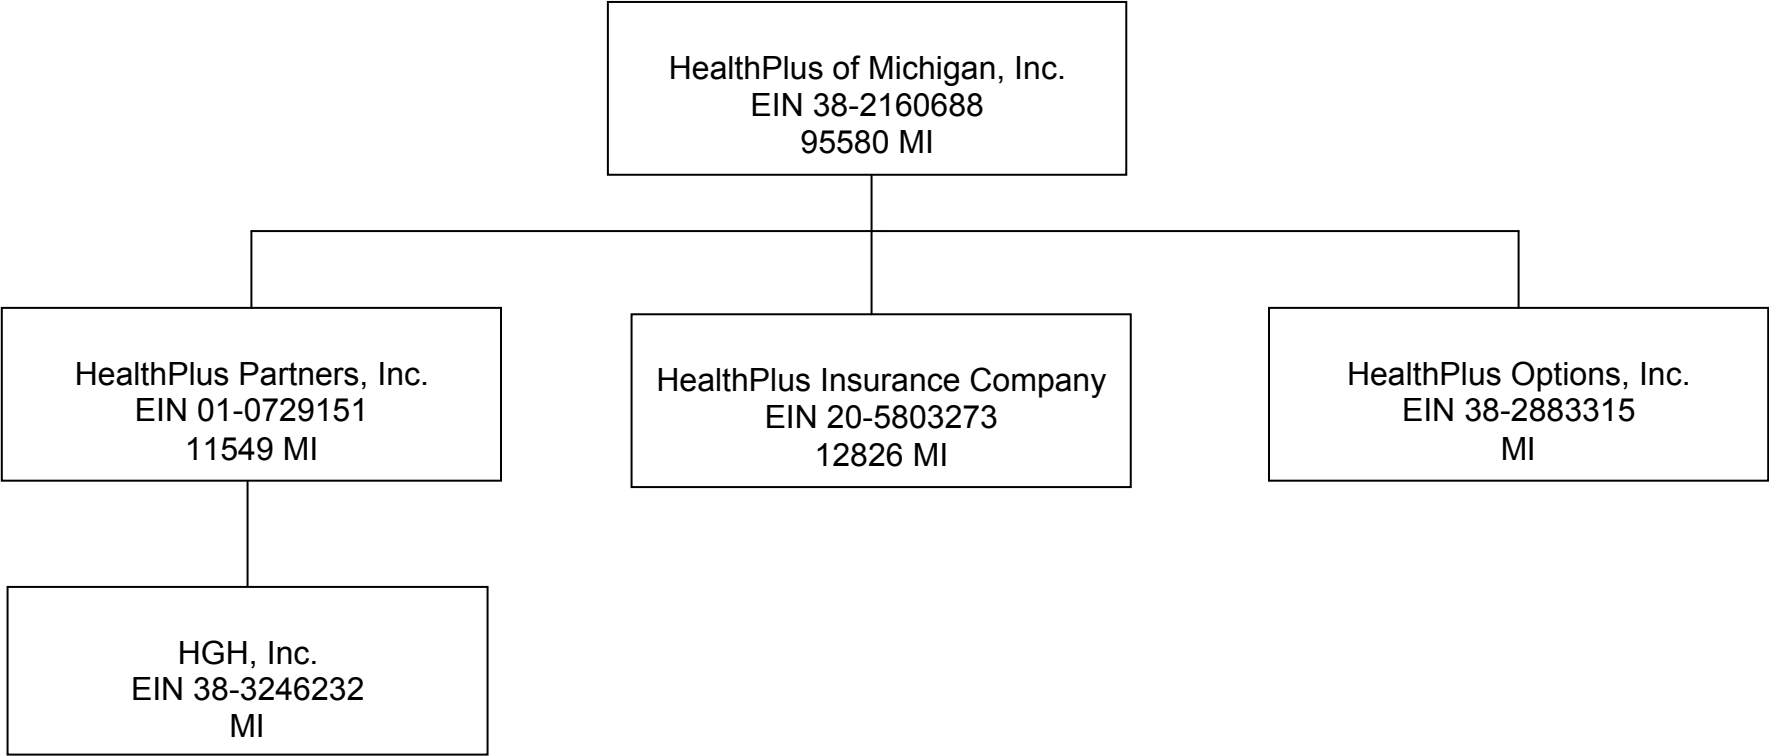 HealthPlus of Michigan, Inc.
EIN 38-2160688
95580 MI
HealthPlus Partners, Inc.
EIN 01-0729151
11549 MI
HealthPlus Insurance Company
EIN 20-5803273
12826 MI
HealthPlus Options, Inc.
EIN 38-2883315
MI
HGH, Inc.
EIN 38-3246232
MI